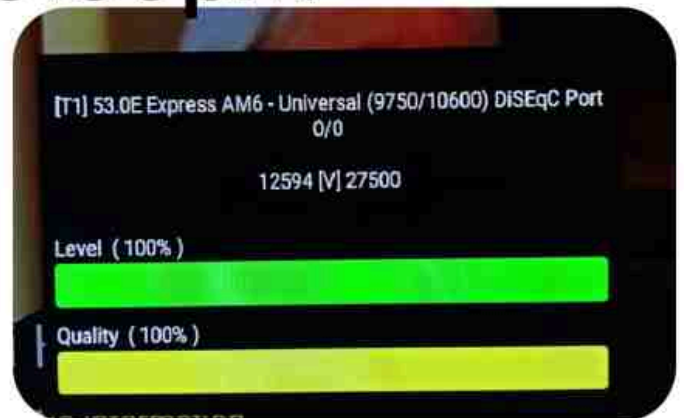 [T1] 53.0E Express AM6 - Universal (9750/10600) DiSEqC Port
0/0
12594 [V] 27500
Level ( 100% )
Quality ( 100% )